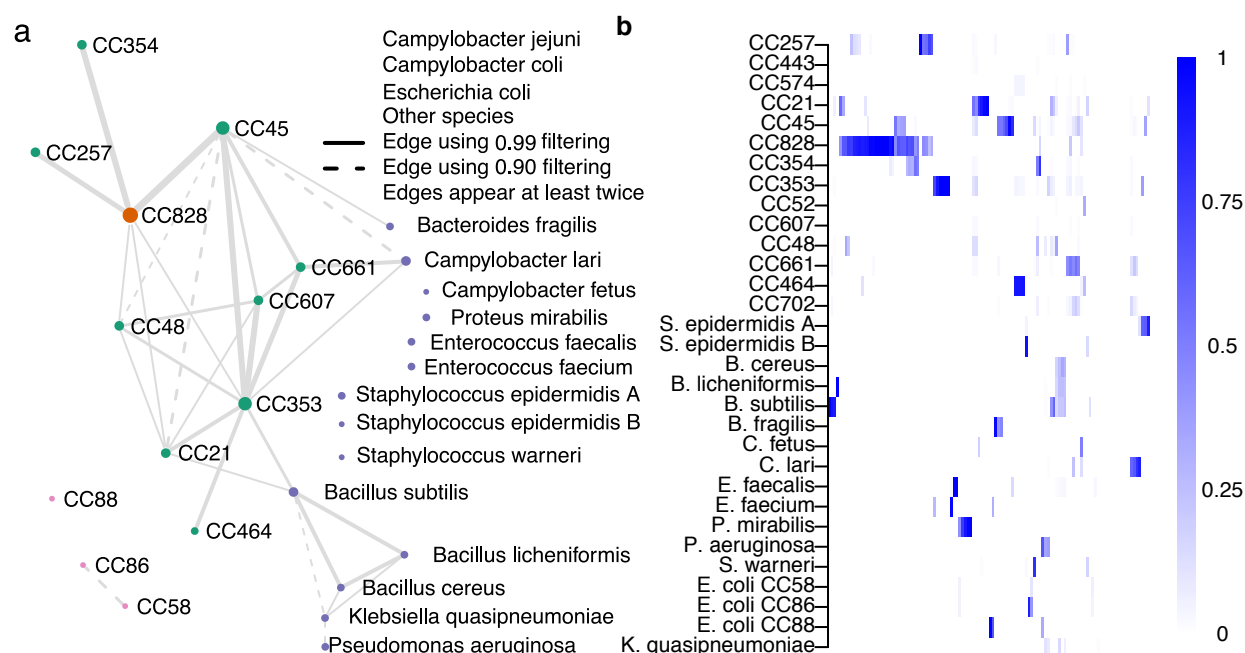 a
CC354
CC45
CC257
CC828
CC661
CC607
CC48
CC353
CC21
CC88
CC464
CC86
CC58
Campylobacter jejuni
Campylobacter coli
Escherichia coli
Other species
Edge using 0.99 filtering
Edge using 0.90 filtering
Edges appear at least twice
Bacteroides fragilis
Campylobacter lari
Campylobacter fetus
Proteus mirabilis
Enterococcus faecalis
Enterococcus faecium
Staphylococcus epidermidis A
Staphylococcus epidermidis B
Staphylococcus warneri
Bacillus subtilis
Bacillus licheniformis
Bacillus cereus
Klebsiella quasipneumoniae
Pseudomonas aeruginosa
b
CC257
CC443
CC574
CC21
CC45
CC828
CC354
CC353
CC52
CC607
CC48
CC661
CC464
CC702
S. epidermidis A
S. epidermidis B
B. cereus
B. licheniformis
B. subtilis
B. fragilis
C. fetus
C. lari
E. faecalis
E. faecium
P. mirabilis
P. aeruginosa
S. warneri
E. coli CC58
E. coli CC86
E. coli CC88
K. quasipneumoniae
1
0.75
0.5
0.25
0